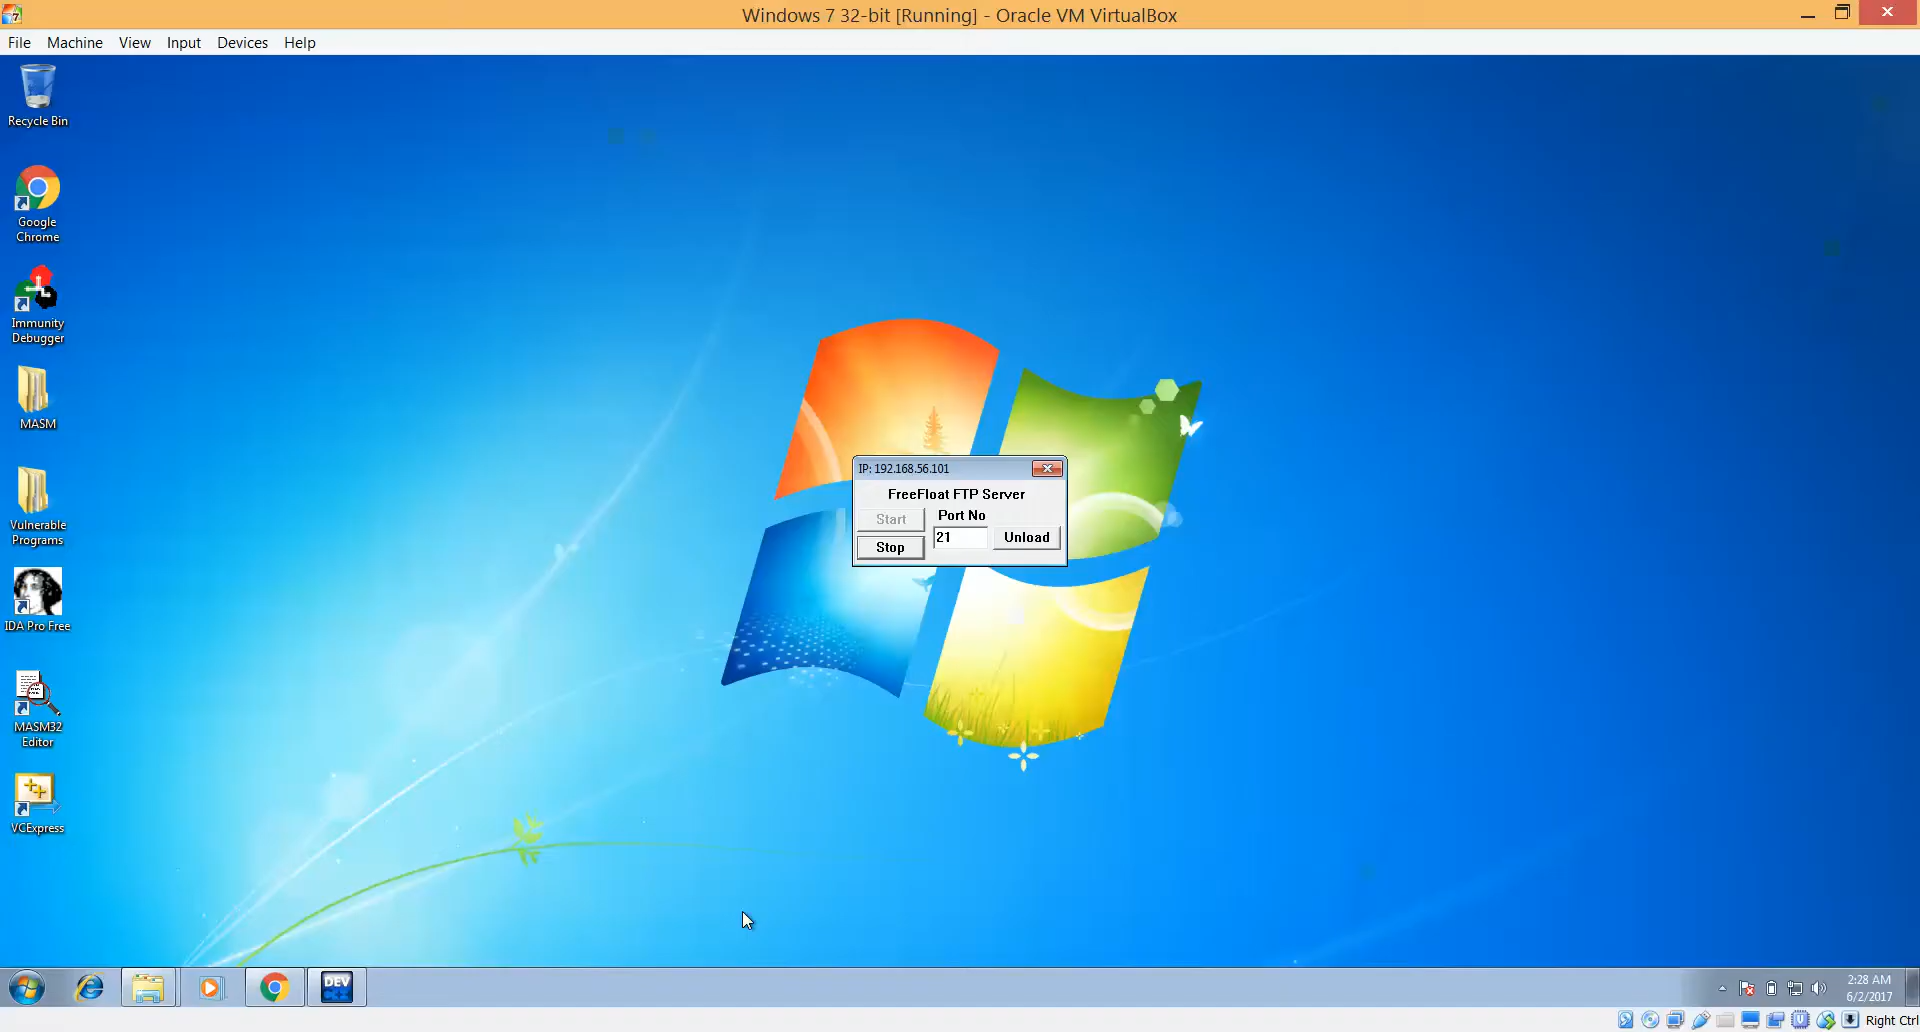 Windows 7 32-bit [Running] - Oracle VM VirtualBox
File Machine View Input Devices Help
Recycle Bin
Google
Chrome
Immunity
Debugger
MASM
Vulnerable
Programs
IDA Pro Free
MASM32
Editor
VCExpress
IP: 192.168.56.101
FreeFloat FTP Server
Start
Port No
21
Unload
Stop
DEV
C++
2:28 AM
6/2/2017
Right Ctrl